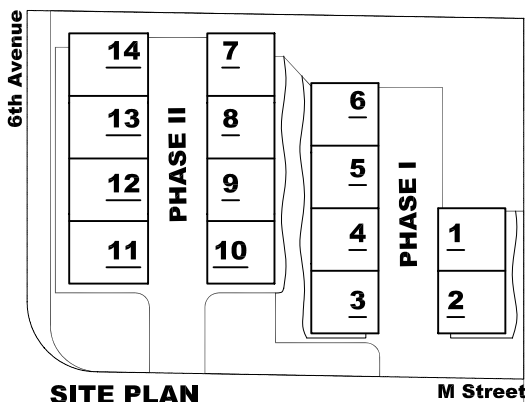 6th Avenue
14
13
12
11
PHASE II
7
8
9
10
6
5
4
3
PHASE I
1
2
SITE PLAN
M Street